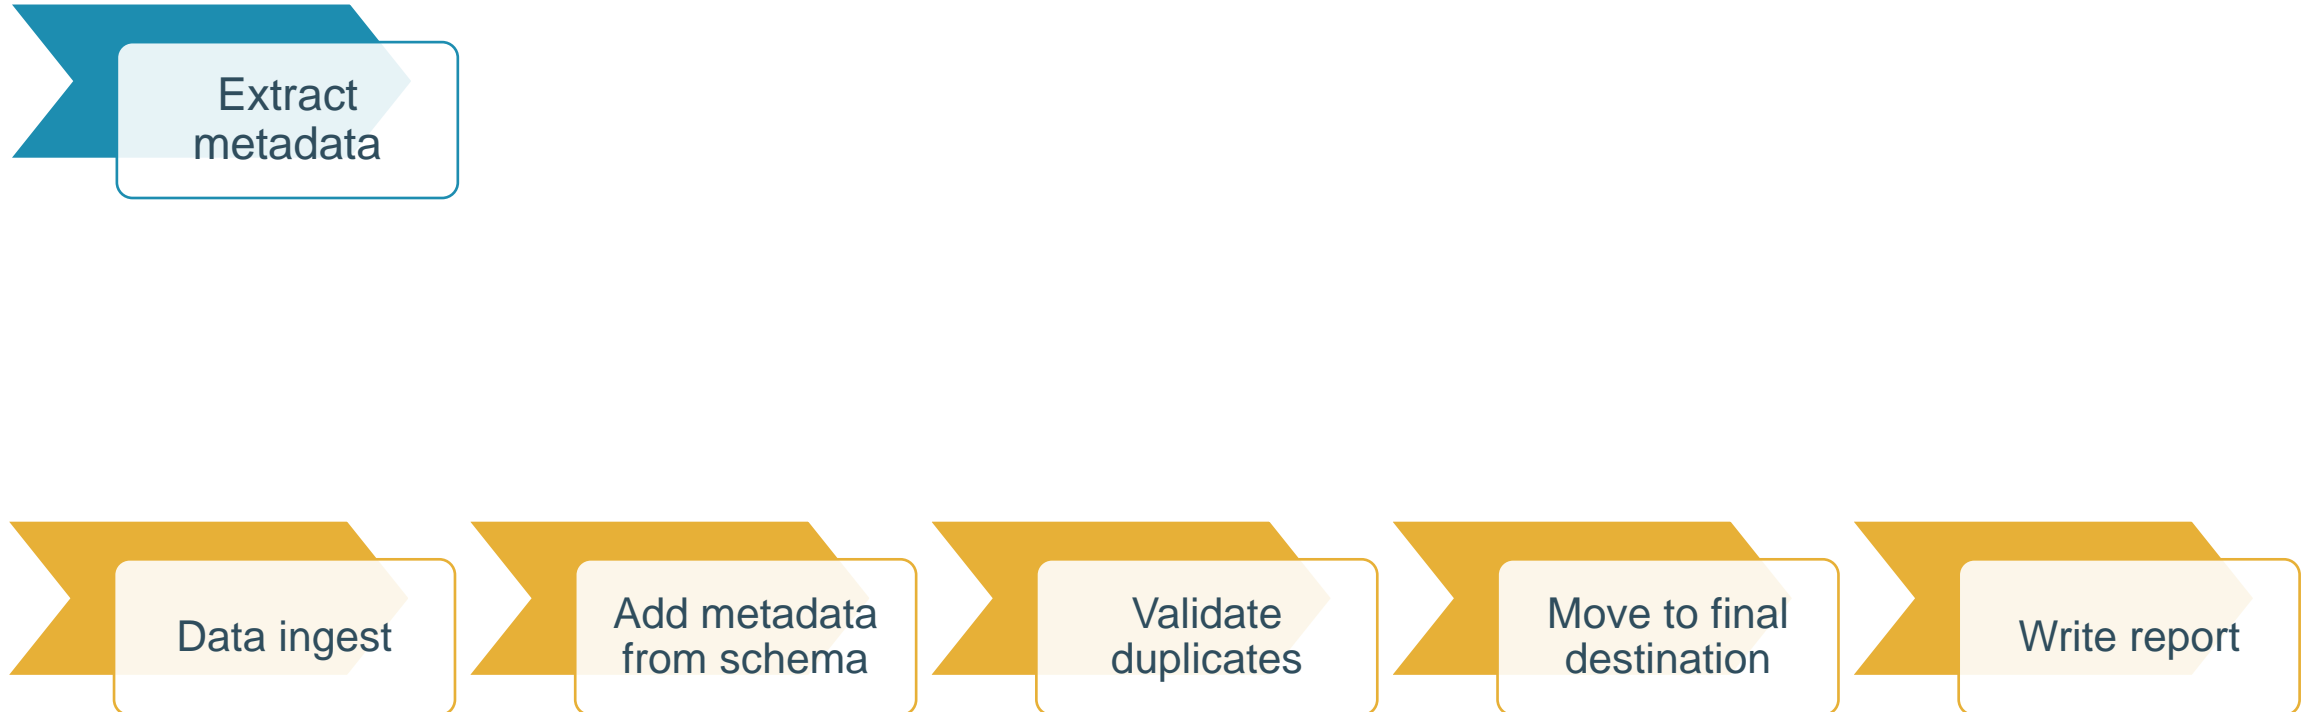 Extract
metadata
Data ingest
Add metadata
from schema
Validate
duplicates
Move to final
destination
Write report